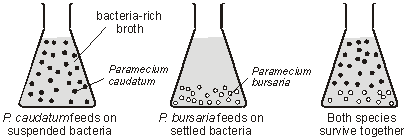 bacteria-rich
broth
Paramecium
caudatum
Paramecium
bursaria
P. caudatum feeds on
suspended bacteria
P. bursaria feeds on
settled bacteria
Both species
survive together